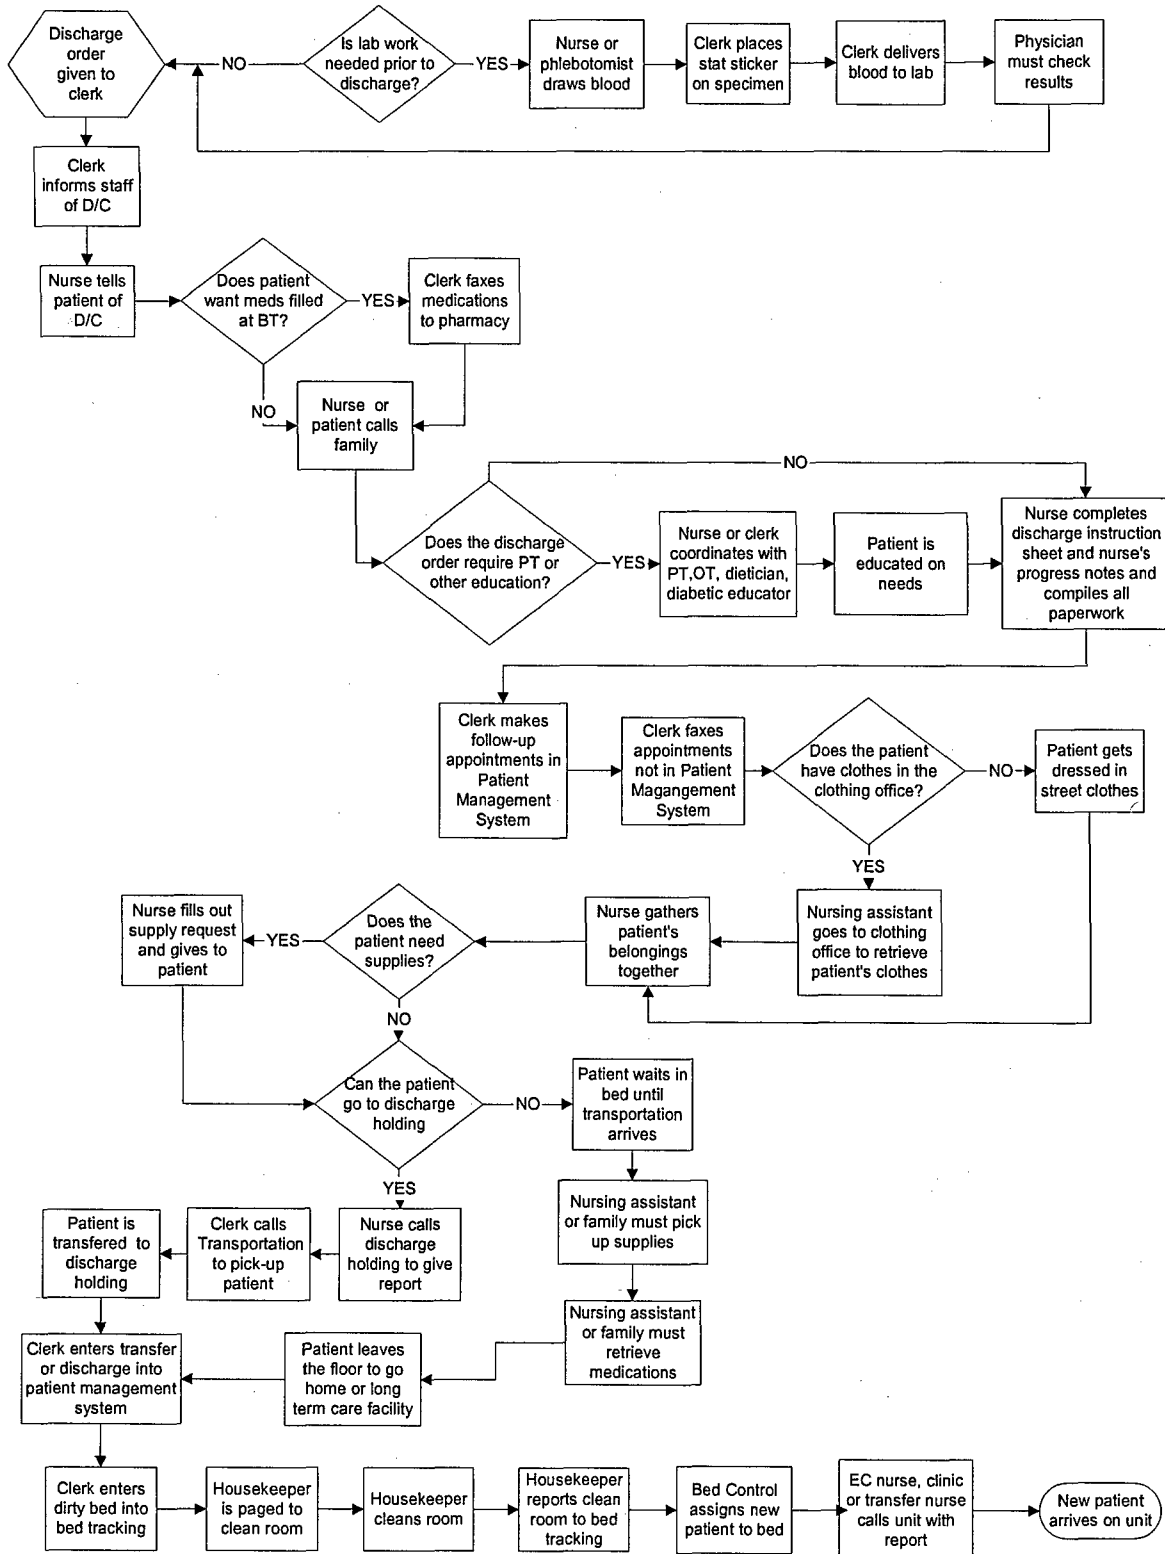 Discharge
order
given to
clerk
NO
Is lab work
needed prior to
discharge?
YES
Nurse or
phlebotomist
draws blood
Clerk places
stat sticker
on specimen
Clerk delivers
blood to lab
Physician
must check
results
Clerk
informs staff
of D/C
Nurse tells
patient of
D/C
Does patient
want meds filled
at BT?
YES
Clerk faxes
medications
to pharmacy
NO
Nurse or
patient calls
family
NO
Does the discharge
order require PT or
other education?
YES
Nurse or clerk
coordinates with
PT,OT, dietician,
diabetic educator
Patient is
educated on
needs
Nurse completes
discharge instruction
sheet and nurse's
progress notes and
compiles all
paperwork
Clerk makes
follow-up
appointments in
Patient
Management
System
Clerk faxes
appointments
not in Patient
Magangement
System
Does the patient
have clothes in the
clothing office?
NO
Patient gets
dressed in
street clothes
YES
Nursing assistant
goes to clothing
office to retrieve
patient's clothes
Nurse gathers
patient's
belongings
together
Does the
patient need
supplies?
YES
Nurse fills out
supply request
and gives to
patient
NO
Can the patient
go to discharge
holding
NO
Patient waits in
bed until
transportation
arrives
YES
Nursing assistant
or family must pick
up supplies
Nurse calls
discharge
holding to give
report
Clerk calls
Transportation
to pick-up
patient
Patient is
transfered to
discharge
holding
Nursing assistant
or family must
retrieve
medications
Patient leaves
the floor to go
home or long
term care facility
Clerk enters transfer
or discharge into
patient management
system
Clerk enters
dirty bed into
bed tracking
Housekeeper
is paged to
clean room
Housekeeper
cleans room
Housekeeper
reports clean
room to bed
tracking
Bed Control
assigns new
patient to bed
EC nurse, clinic
or transfer nurse
calls unit with
report
New patient
arrives on unit